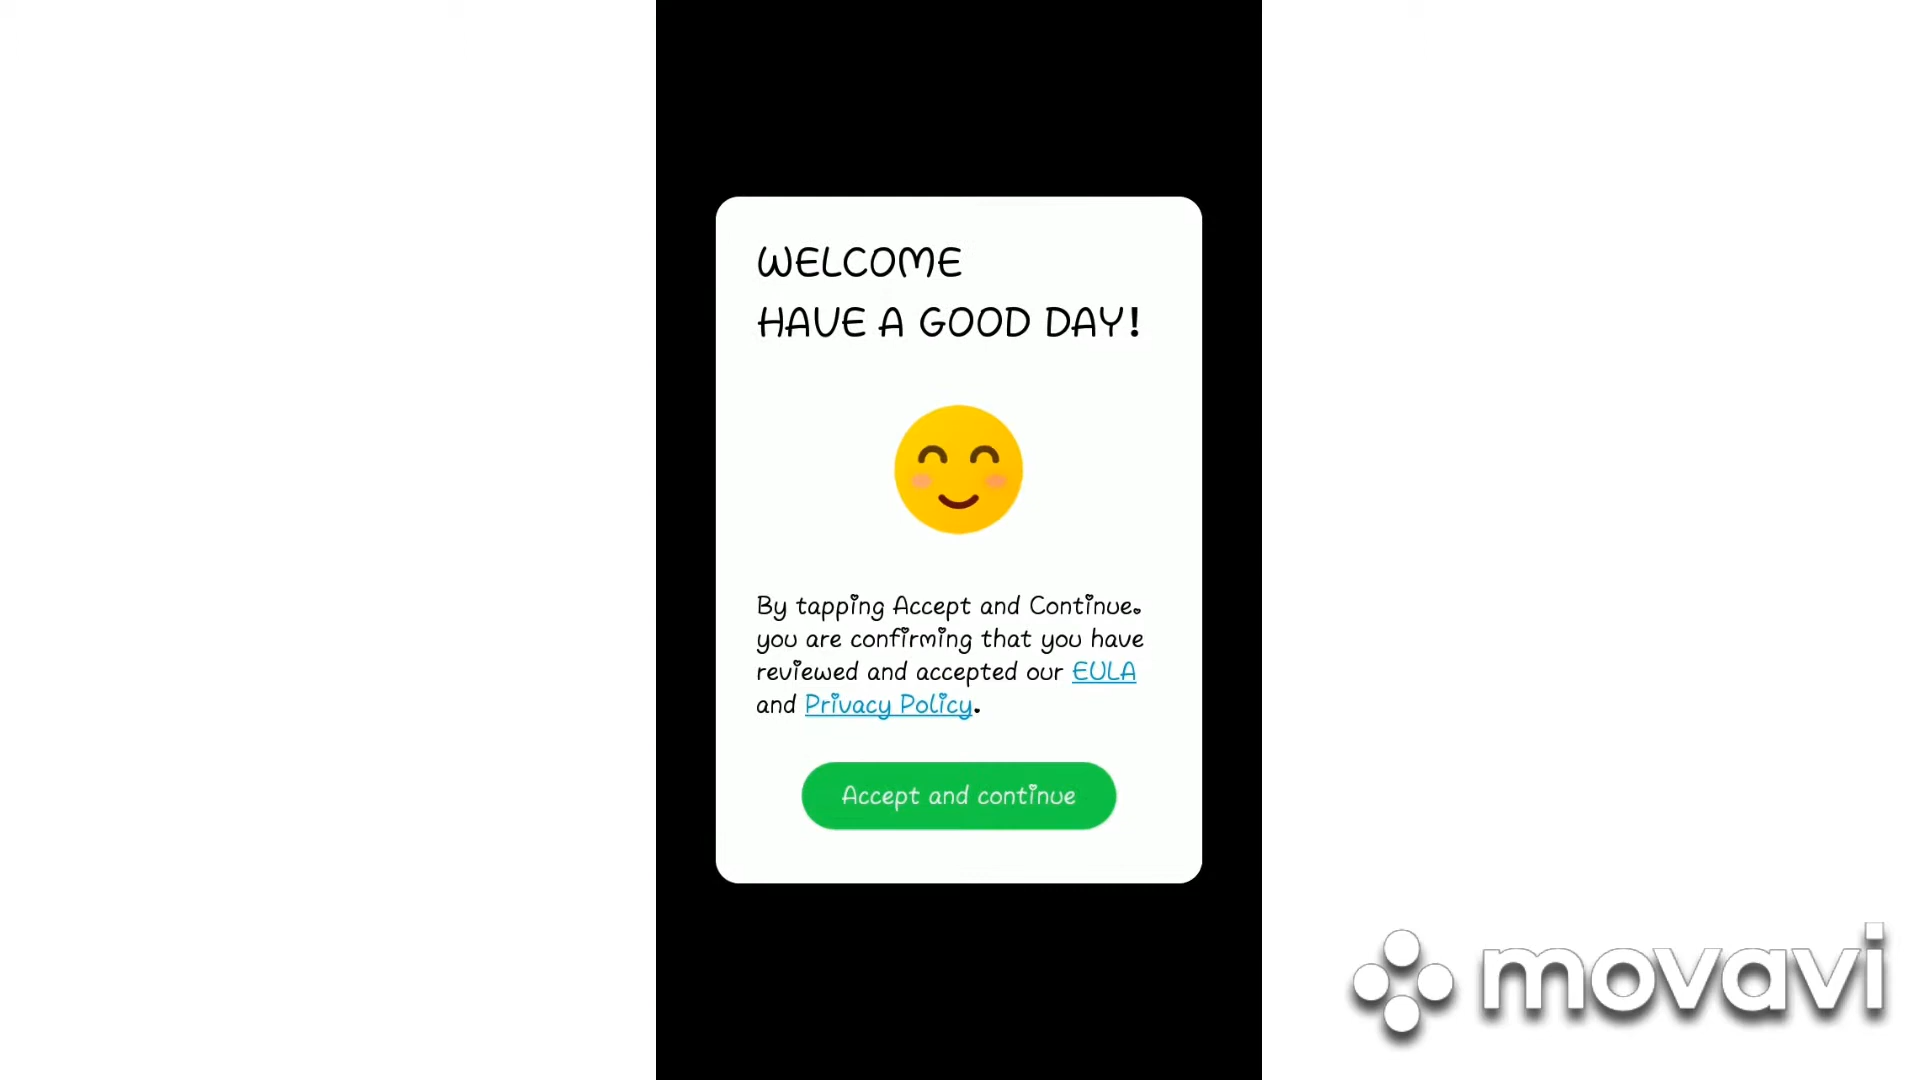 WELCOME
HAVE A GOOD DAY!
By tapping Accept and Continue.
you are confirming that you have
reviewed and accepted our EULA
and Privacy Policy.
Accept and continue
movavi